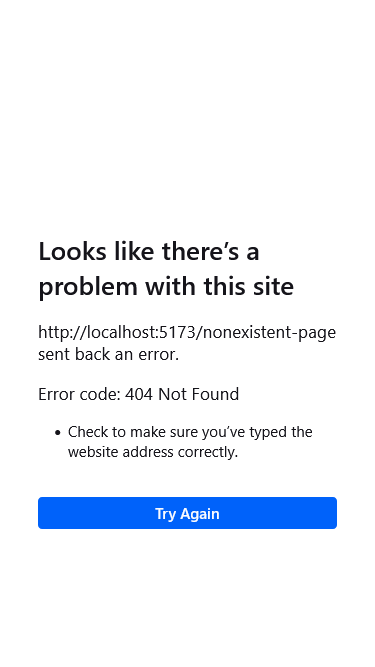 Looks like there’s a
problem with this site
http://localhost:5173/nonexistent-page
sent back an error.
Error code: 404 Not Found
• Check to make sure you’ve typed the
website address correctly.
Try Again